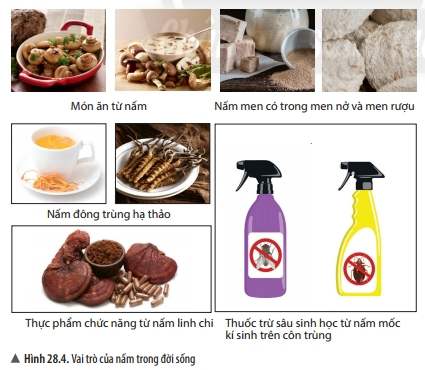 Món ăn từ nấm
Nấm men có trong men nở và men rượu
Nấm đông trùng hạ thảo
Thực phẩm chức năng từ nấm linh chi
Thuốc trừ sâu sinh học từ nấm mốc
kí sinh trên côn trùng
▲ Hình 28.4. Vai trò của nấm trong đời sống